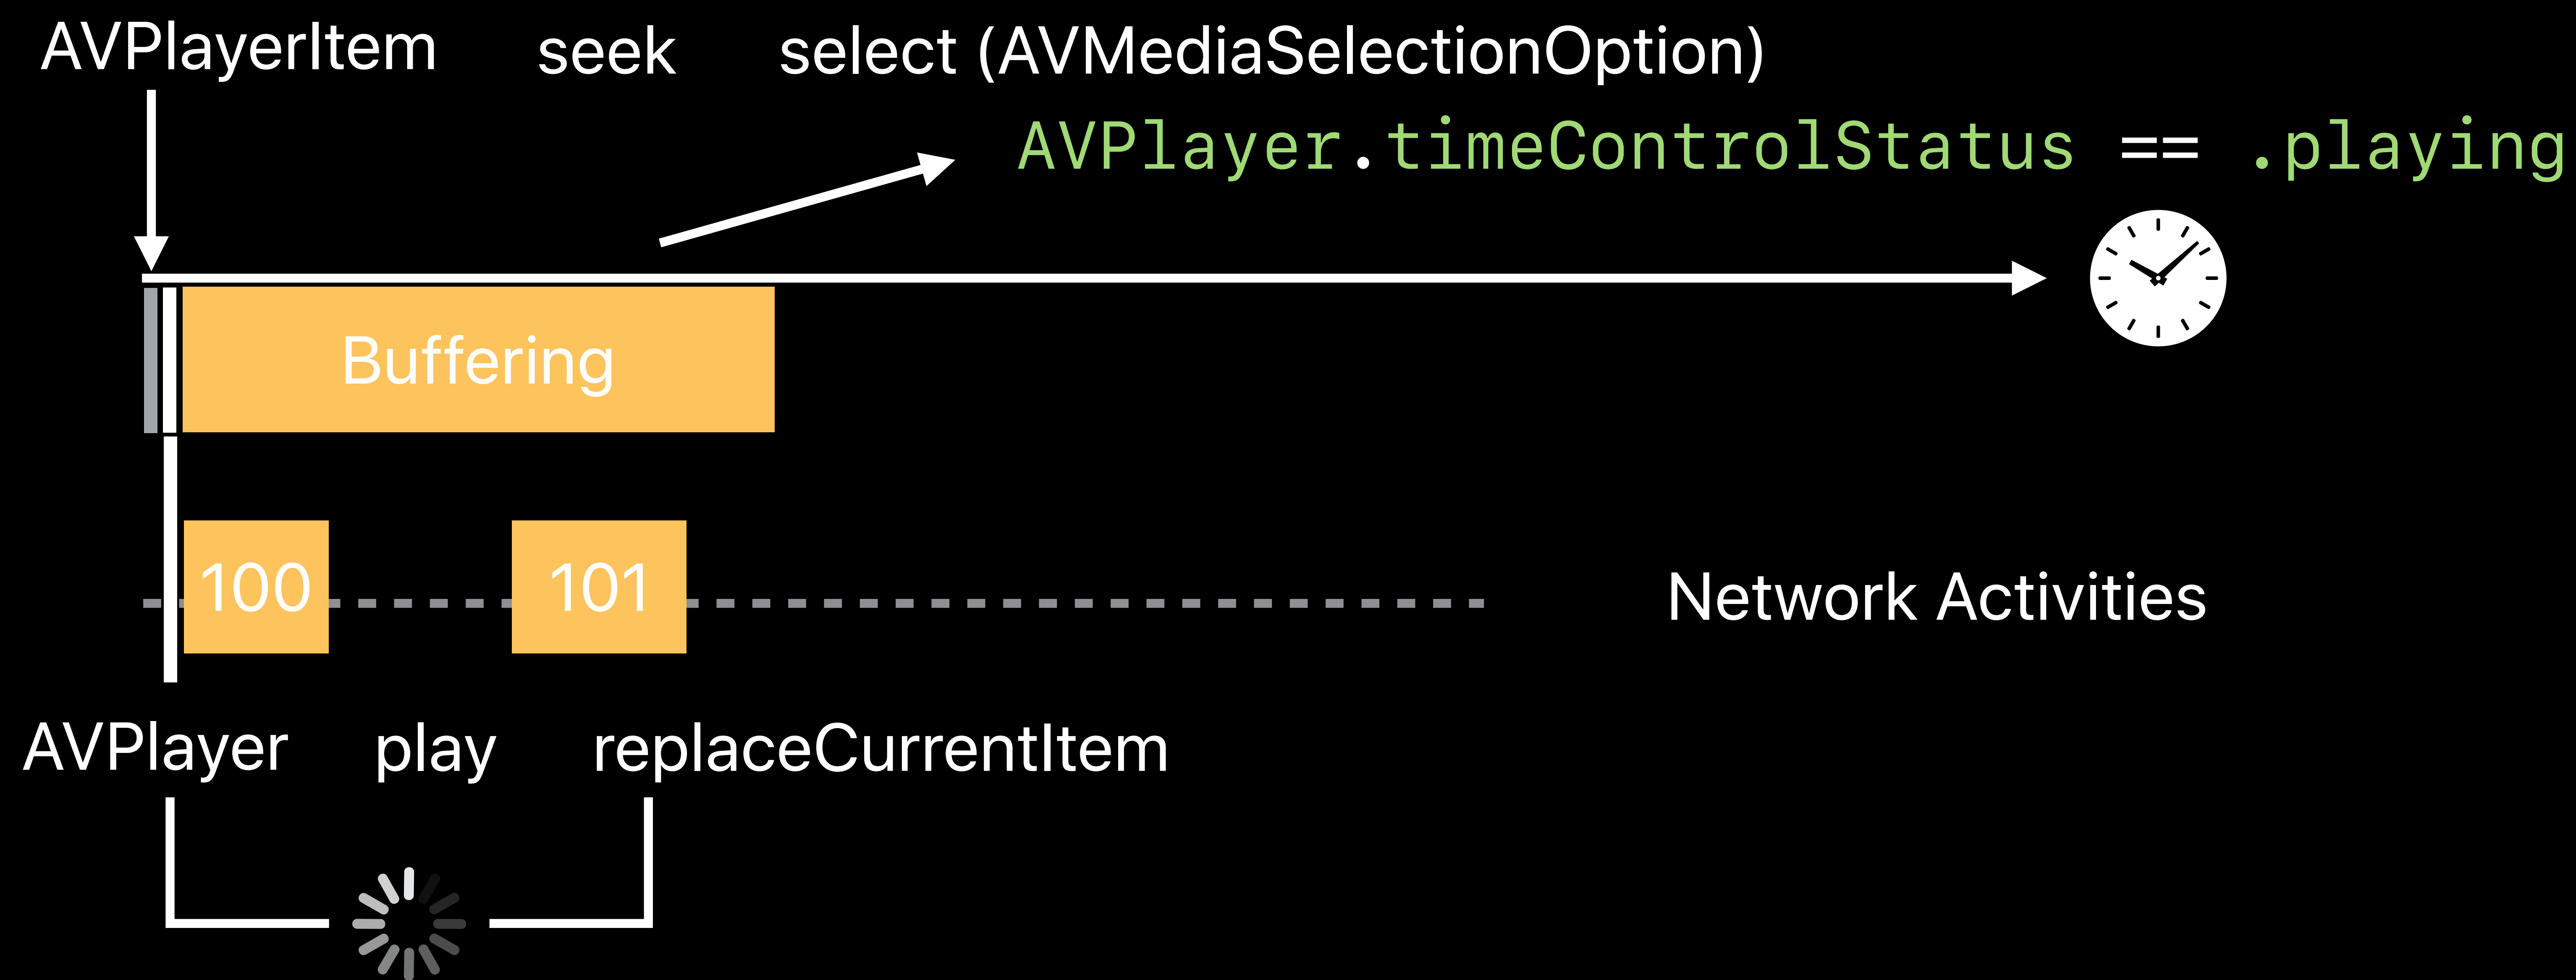 AVPlayerItem seek select (AVMediaSelectionOption)
AVPlayer.timeControlStatus == .playing
Buffering
100 101
Network Activities
AVPlayer play replaceCurrentItem